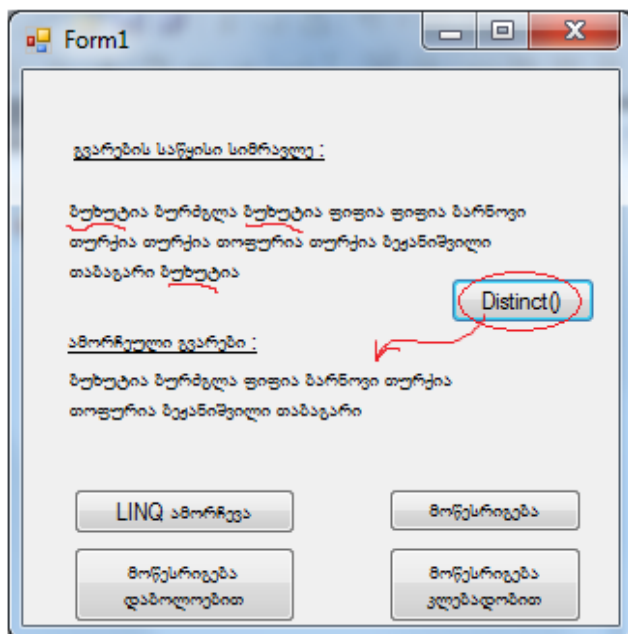 Form1
გვარების საწყისი სიმრავლე :
ბუხუტია ბურძგლა ბუხუტია ფიფია ფიფია ბარნოვი
თურქია თურქია თოფურია თურქია ბეჟანიშვილი
თაბაგარი ბუხუტია
Distinct()
ამორჩეული გვარები :
ბუხუტია ბურძგლა ფიფია ბარნოვი თურქია
თოფურია ბეჟანიშვილი თაბაგარი
LINQ ამორჩევა
მოწესრიგება
მოწესრიგება
დაბოლოებით
მოწესრიგება
კლებადობით